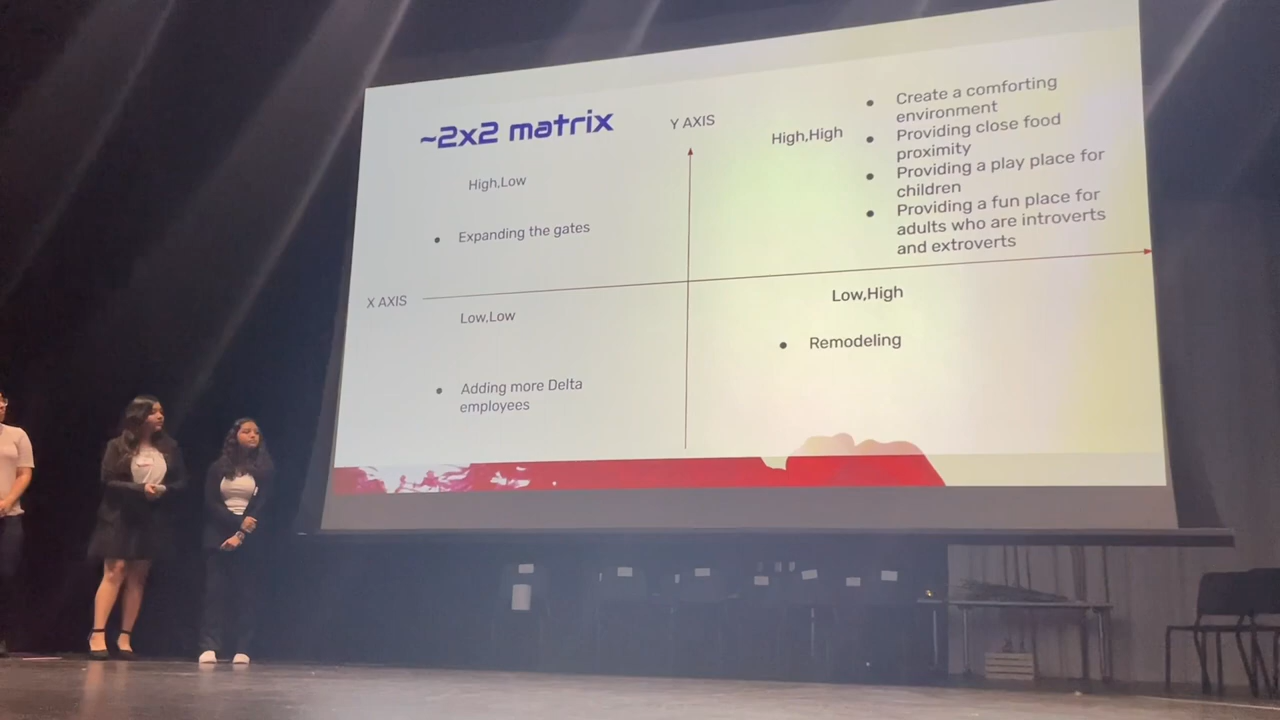 ~2x2 matrix
Y AXIS
High,High
Create a comforting
environment
Providing close food
proximity
Providing a play place for
children
Providing a fun place for
adults who are introverts
and extroverts
High,Low
Expanding the gates
X AXIS
Low,Low
Adding more Delta
employees
Low,High
Remodeling